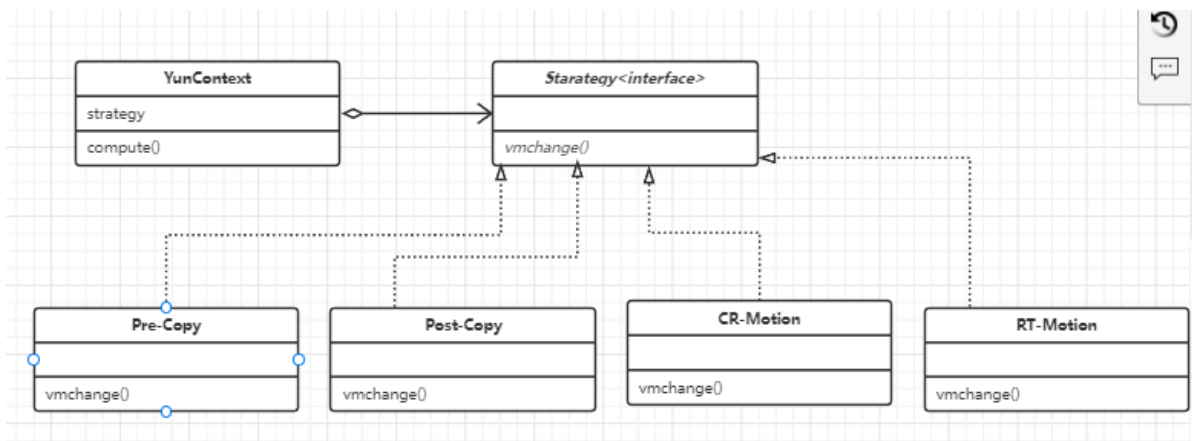 YunContext
strategy
compute()
Starategy<interface>
vmchange()
Pre-Copy
vmchange()
Post-Copy
vmchange()
CR-Motion
vmchange()
RT-Motion
vmchange()